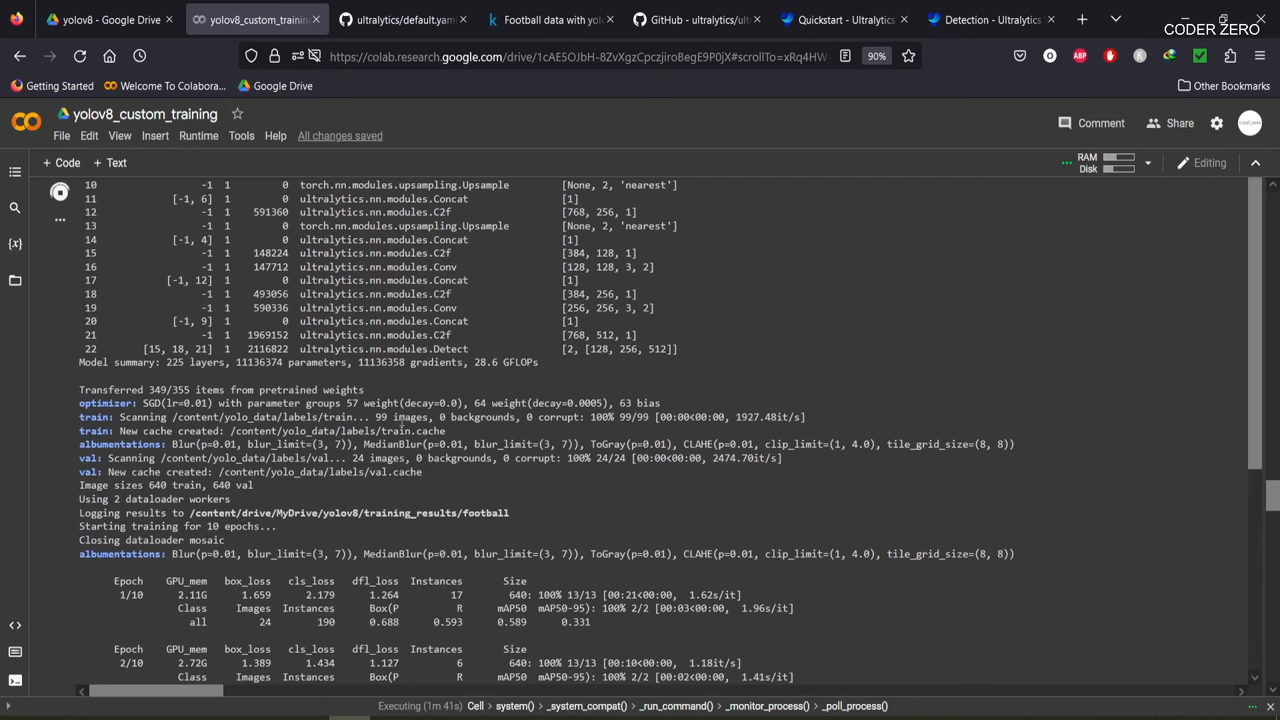 yolov8 - Google Drive
yolov8_custom_training
ultralytics/default.yaml
Football data with yolo
GitHub - ultralytics/ult
Quickstart - Ultralytics
Detection - Ultralytics
CODER ZERO
https://colab.research.google.com/drive/1cAE5OJbH-8ZvXgzCpczjiroBegE9P0jX#scrollTo=xRq4HW
90%
Getting Started
Welcome To Colabora...
Google Drive
Other Bookmarks
yolov8_custom_training
File Edit View Insert Runtime Tools Help All changes saved
Comment
Share
+ Code + Text
RAM
Disk
Editing
10 -1 1 0 torch.nn.modules.upsampling.Upsample [None, 2, 'nearest']
11 [-1, 6] 1 0 ultralytics.nn.modules.Concat [1]
12 -1 1 591360 ultralytics.nn.modules.C2f [768, 256, 1]
13 -1 1 0 torch.nn.modules.upsampling.Upsample [None, 2, 'nearest']
14 [-1, 4] 1 0 ultralytics.nn.modules.Concat [1]
15 -1 1 148224 ultralytics.nn.modules.C2f [384, 128, 1]
16 -1 1 147712 ultralytics.nn.modules.Conv [128, 128, 3, 2]
17 [-1, 12] 1 0 ultralytics.nn.modules.Concat [1]
18 -1 1 493056 ultralytics.nn.modules.C2f [384, 256, 1]
19 -1 1 590336 ultralytics.nn.modules.Conv [256, 256, 3, 2]
20 [-1, 9] 1 0 ultralytics.nn.modules.Concat [1]
21 -1 1 1969152 ultralytics.nn.modules.C2f [768, 512, 1]
22 [15, 18, 21] 1 2116822 ultralytics.nn.modules.Detect [2, [128, 256, 512]]
Model summary: 225 layers, 11136374 parameters, 11136358 gradients, 28.6 GFLOPs
Transferred 349/355 items from pretrained weights
optimizer: SGD(lr=0.01) with parameter groups 57 weight(decay=0.0), 64 weight(decay=0.0005), 63 bias
train: Scanning /content/yolo_data/labels/train... 99 images, 0 backgrounds, 0 corrupt: 100% 99/99 [00:00<00:00, 1927.48it/s]
train: New cache created: /content/yolo_data/labels/train.cache
albumentations: Blur(p=0.01, blur_limit=(3, 7)), MedianBlur(p=0.01, blur_limit=(3, 7)), ToGray(p=0.01), CLAHE(p=0.01, clip_limit=(1, 4.0), tile_grid_size=(8, 8))
val: Scanning /content/yolo_data/labels/val... 24 images, 0 backgrounds, 0 corrupt: 100% 24/24 [00:00<00:00, 2474.70it/s]
val: New cache created: /content/yolo_data/labels/val.cache
Image sizes 640 train, 640 val
Using 2 dataloader workers
Logging results to /content/drive/MyDrive/yolov8/training_results/football
Starting training for 10 epochs...
Closing dataloader mosaic
albumentations: Blur(p=0.01, blur_limit=(3, 7)), MedianBlur(p=0.01, blur_limit=(3, 7)), ToGray(p=0.01), CLAHE(p=0.01, clip_limit=(1, 4.0), tile_grid_size=(8, 8))
Epoch GPU_mem box_loss cls_loss dfl_loss Instances Size
1/10 2.11G 1.659 2.179 1.264 17 640: 100% 13/13 [00:21<00:00, 1.62s/it]
Class Images Instances Box(P R mAP50 mAP50-95): 100% 2/2 [00:03<00:00, 1.96s/it]
all 24 190 0.688 0.593 0.589 0.331
Epoch GPU_mem box_loss cls_loss dfl_loss Instances Size
2/10 2.72G 1.389 1.434 1.127 6 640: 100% 13/13 [00:10<00:00, 1.18it/s]
Class Images Instances Box(P R mAP50 mAP50-95): 100% 2/2 [00:02<00:00, 1.41s/it]
Executing (1m 41s) Cell > system() > _system_compat() > _run_command() > _monitor_process() > _poll_process()